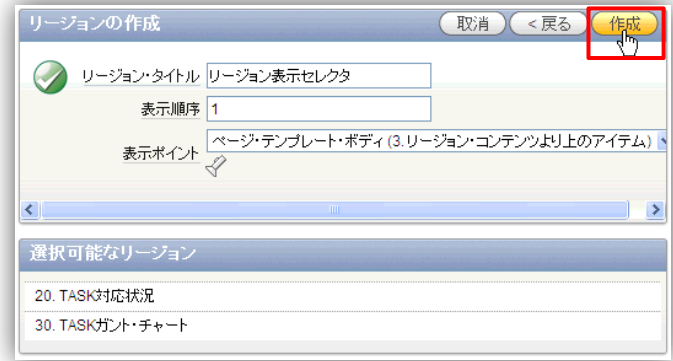 リージョンの作成
取消
< 戻る
作成
リージョン・タイトル リージョン表示セレクタ
表示順序 1
表示ポイント ページ・テンプレート・ボディ (3.リージョン・コンテンツより上のアイテム)
選択可能なリージョン
20. TASK対応状況
30. TASKガント・チャート